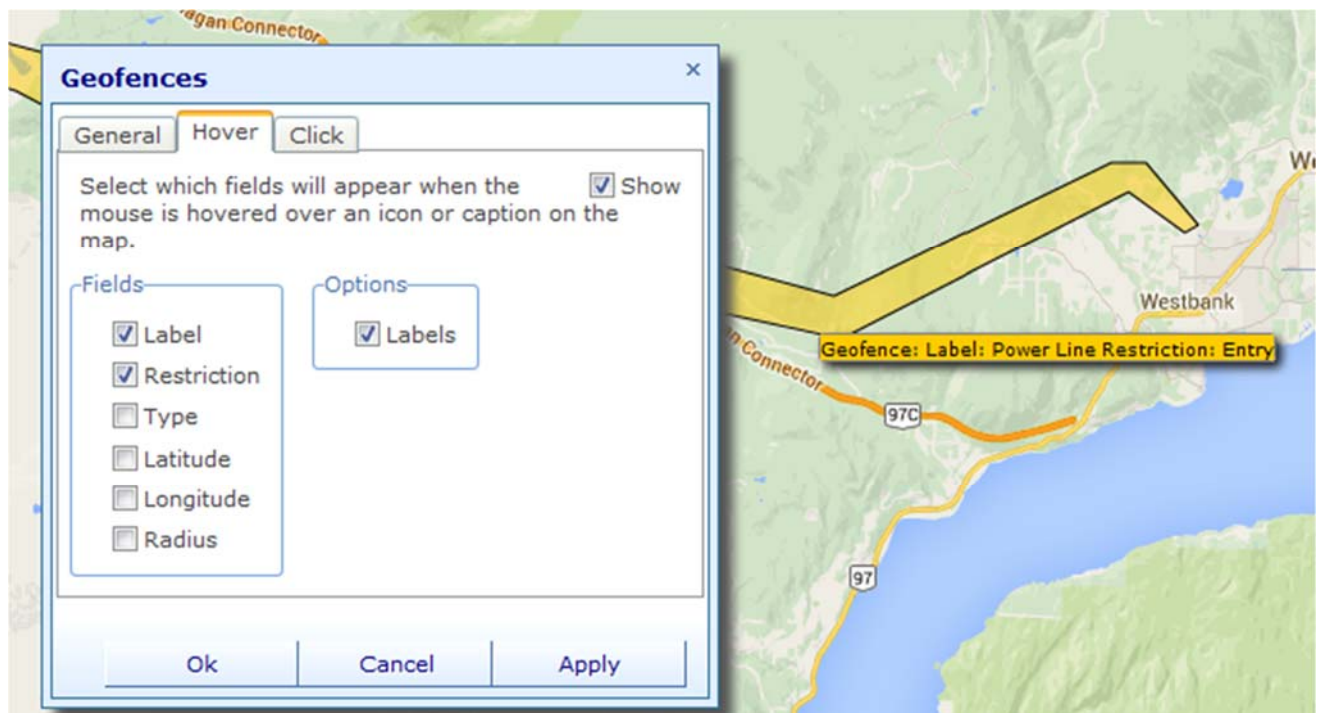 agan Connector
Geofences
×
General Hover Click
Select which fields will appear when the
mouse is hovered over an icon or caption on the
map.
Show
Fields
Label
Restriction
Type
Latitude
Longitude
Radius
Options
Labels
Ok Cancel Apply
We
Westbank
Geofence: Label: Power Line Restriction: Entry
an Connector
97C
97